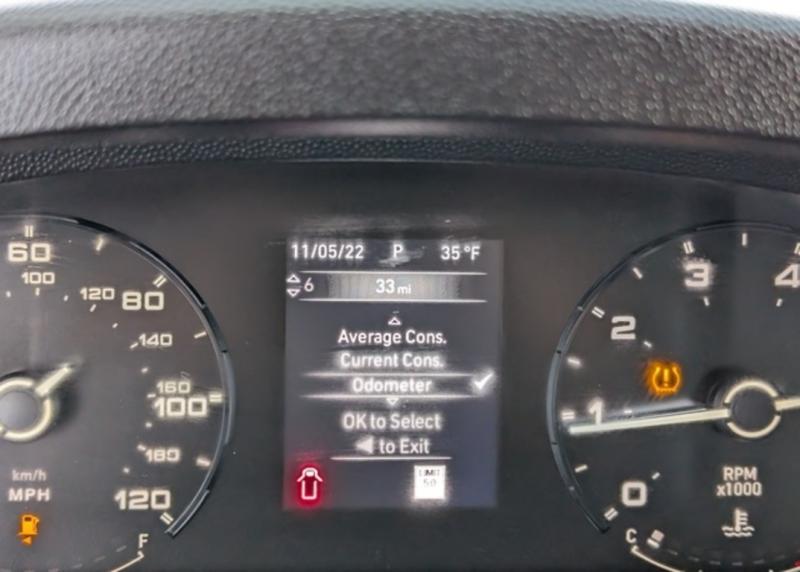 11/05/22 P 35°F
6 33 mi
Average Cons.
Current Cons.
Odometer
OK to Select
to Exit
LIMIT
50
60
100
120
80
140
160
100
180
120
km/h
MPH
F
4
3
2
1
0
RPM
x1000
C